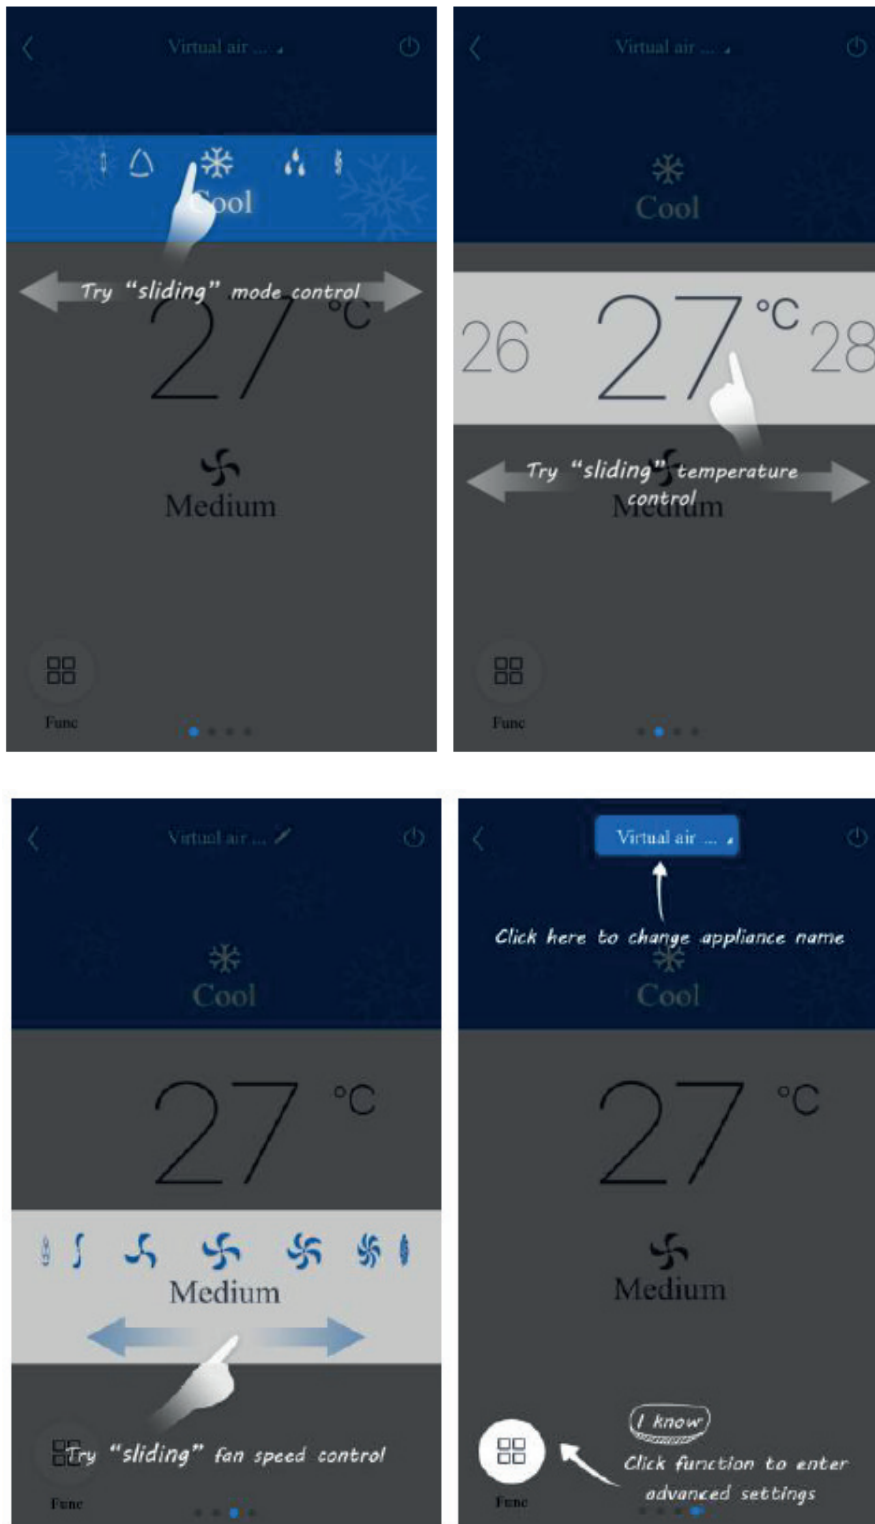 Virtual air ...
Cool
Try “sliding” mode control
27 °C
Medium
Func
Virtual air ...
Cool
26 27 °C 28
Try “sliding” temperature
control
Medium
Func
Virtual air ...
Cool
27 °C
Medium
Try “sliding” fan speed control
Func
Virtual air ...
Click here to change appliance name
Cool
27 °C
Medium
I know
Click function to enter
advanced settings
Func